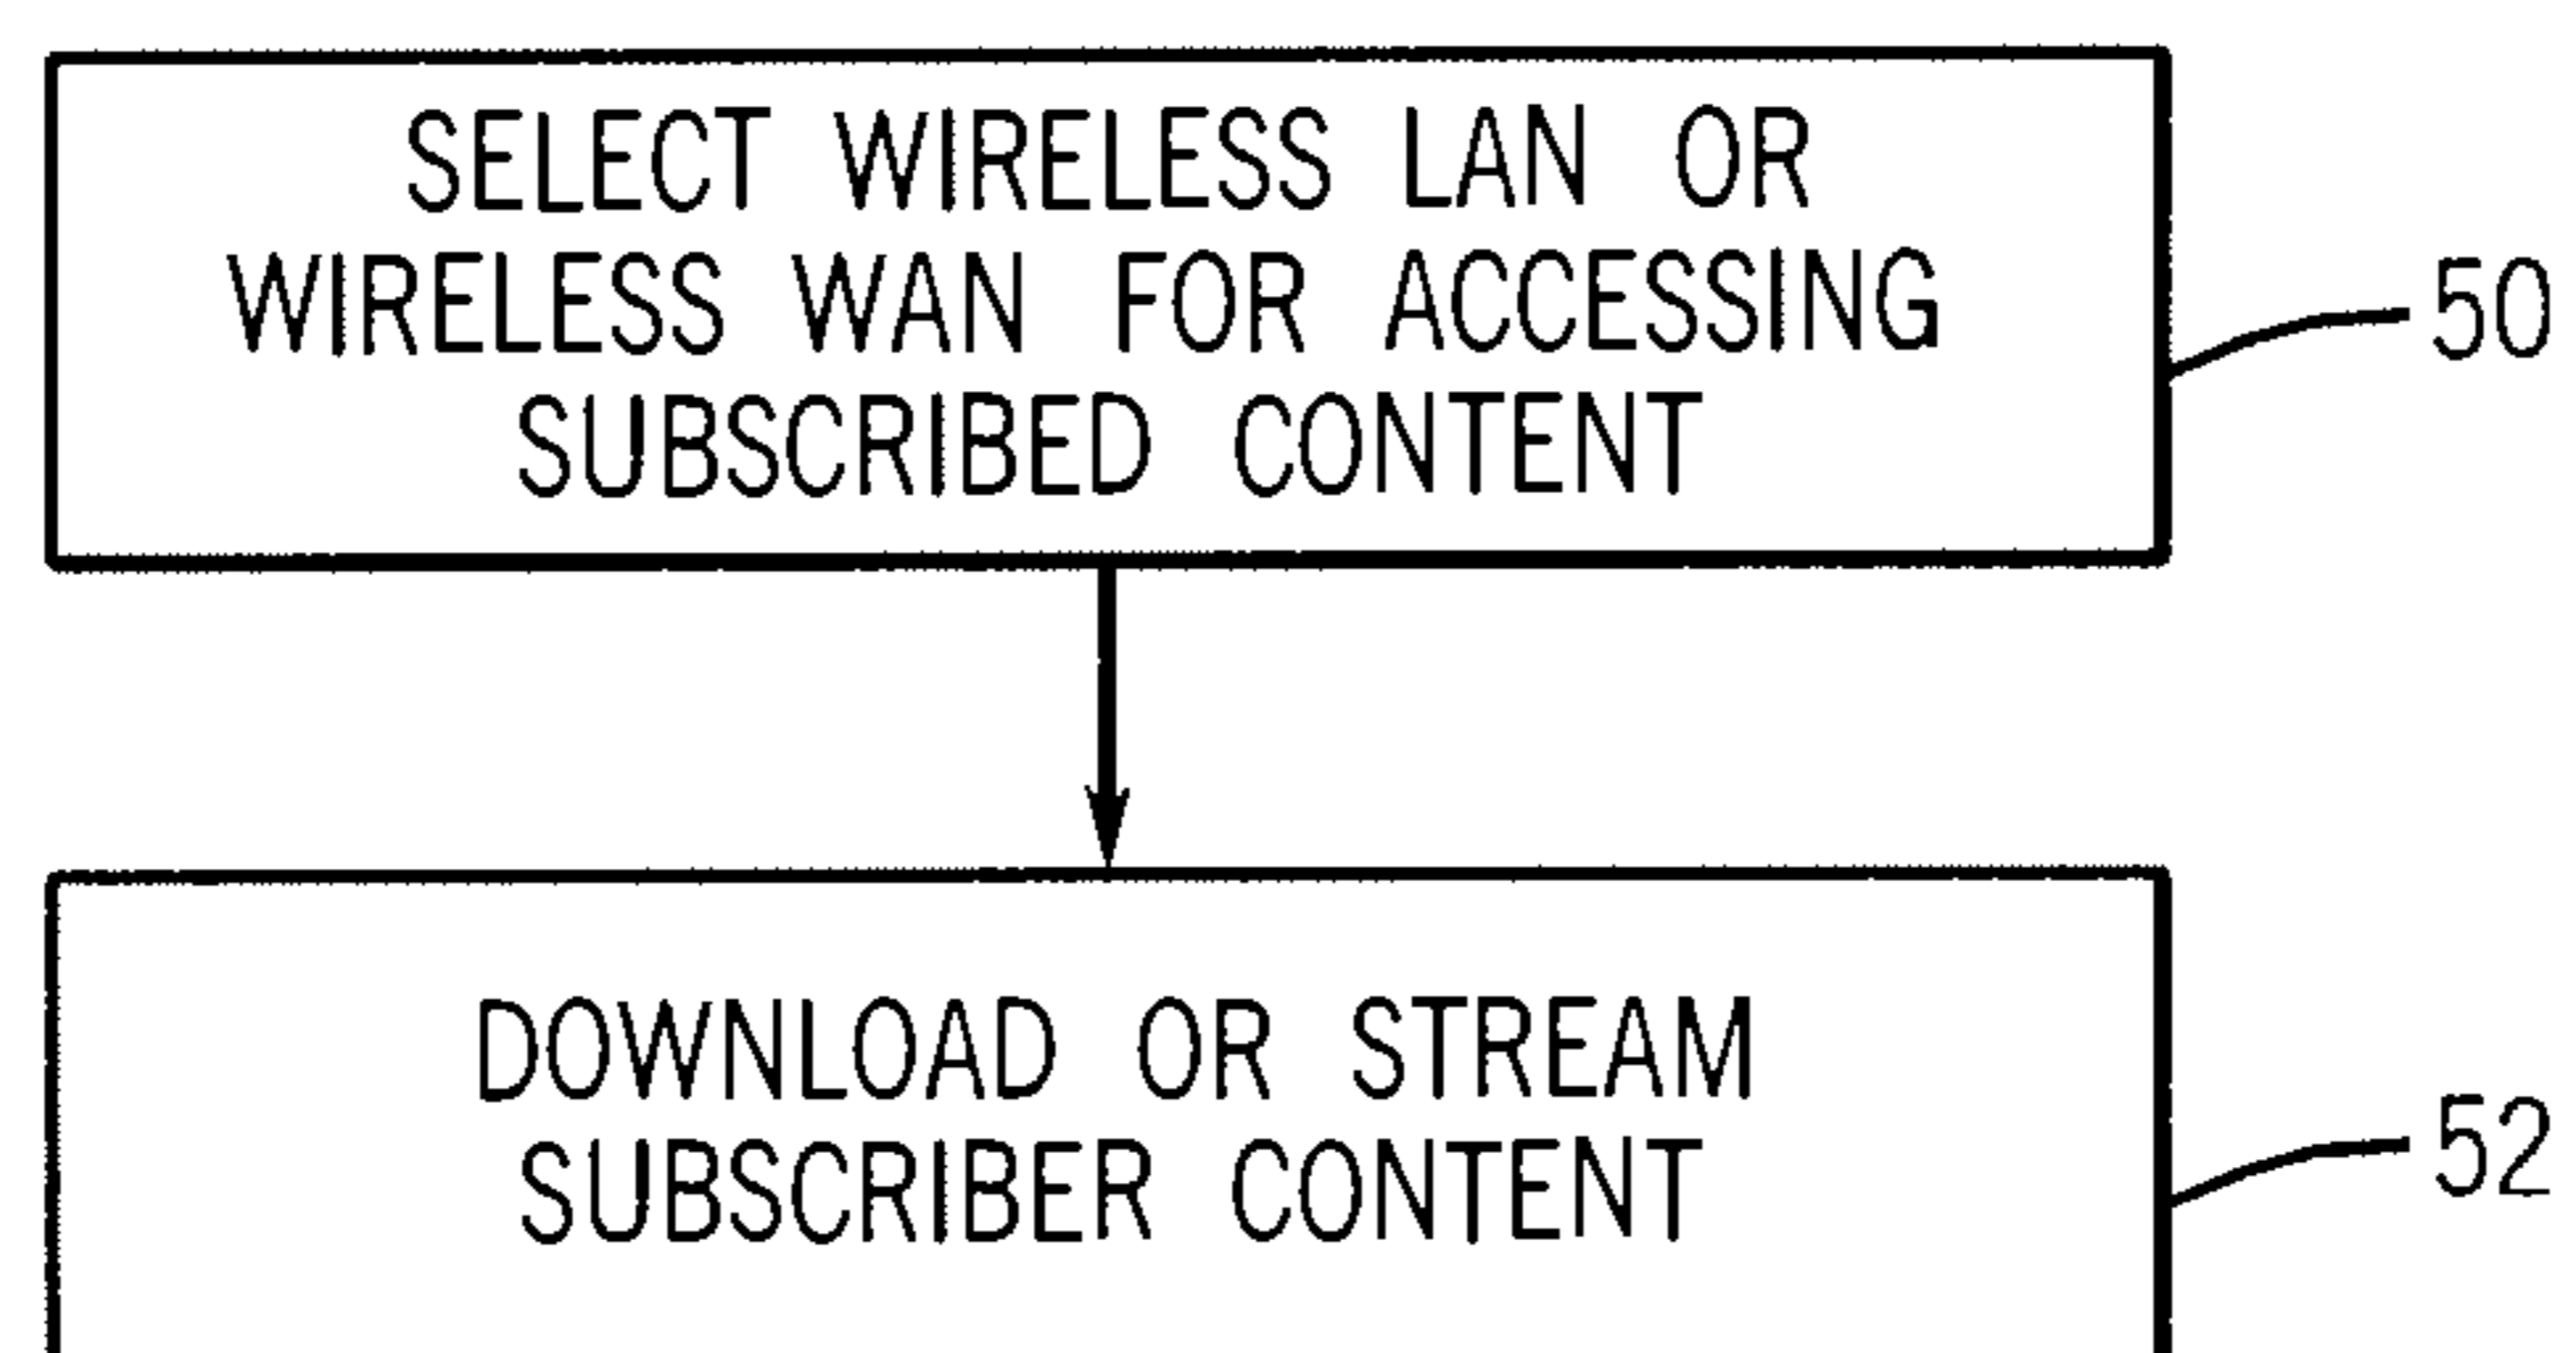 SELECT WIRELESS LAN OR
WIRELESS WAN FOR ACCESSING
SUBSCRIBED CONTENT
50
DOWNLOAD OR STREAM
SUBSCRIBER CONTENT
52